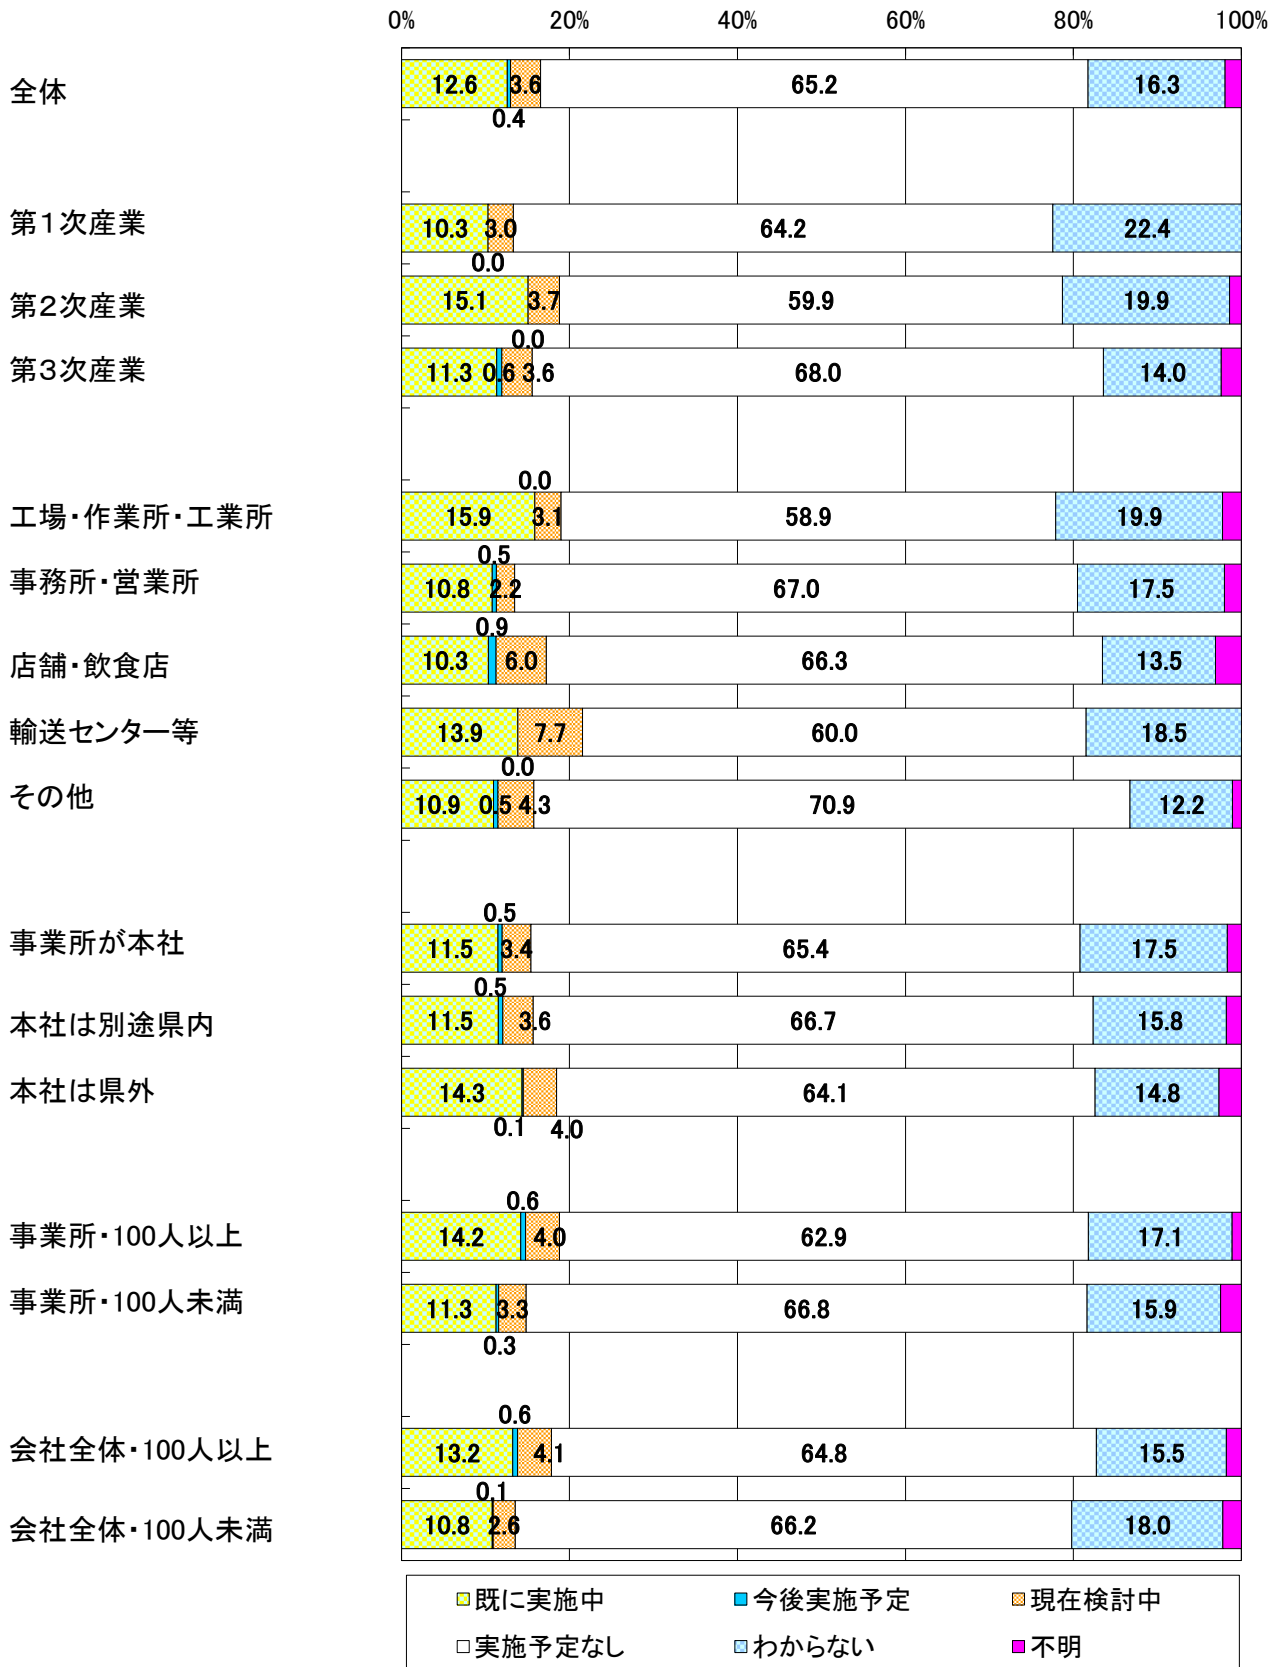 0% 20% 40% 60% 80% 100%
全体 12.6 3.6 65.2 16.3
0.4
第1次産業 10.3 3.0 64.2 22.4
0.0
第2次産業 15.1 3.7 59.9 19.9
0.0
第3次産業 11.3 0.6 3.6 68.0 14.0
0.0
工場・作業所・工業所 15.9 3.1 58.9 19.9
0.5
事務所・営業所 10.8 2.2 67.0 17.5
0.9
店舗・飲食店 10.3 6.0 66.3 13.5
輸送センター等 13.9 7.7 60.0 18.5
0.0
その他 10.9 0.5 4.3 70.9 12.2
0.5
事業所が本社 11.5 3.4 65.4 17.5
0.5
本社は別途県内 11.5 3.6 66.7 15.8
本社は県外 14.3 64.1 14.8
0.1 4.0
0.6
事業所・100人以上 14.2 4.0 62.9 17.1
事業所・100人未満 11.3 3.3 66.8 15.9
0.3
0.6
会社全体・100人以上 13.2 4.1 64.8 15.5
0.1
会社全体・100人未満 10.8 2.6 66.2 18.0
既に実施中 今後実施予定 現在検討中
実施予定なし わからない 不明